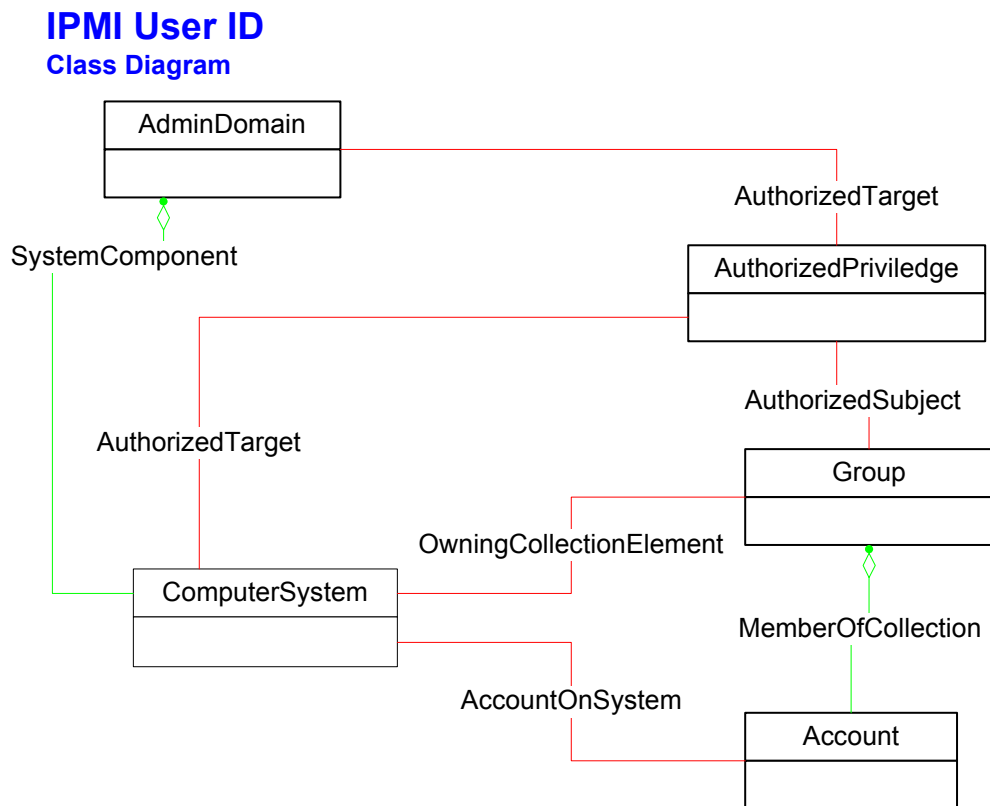 IPMI User ID
Class Diagram
AdminDomain
AuthorizedTarget
SystemComponent
AuthorizedPriviledge
AuthorizedSubject
AuthorizedTarget
Group
OwningCollectionElement
ComputerSystem
MemberOfCollection
AccountOnSystem
Account